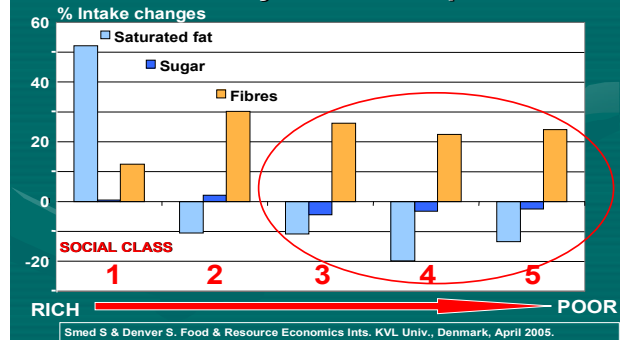 % Intake changes
60
Saturated fat
Sugar
Fibres
40
20
0
-20
SOCIAL CLASS
1 2 3 4 5
RICH POOR
Smed S & Denver S. Food & Resource Economics Ints. KVL Univ., Denmark, April 2005.